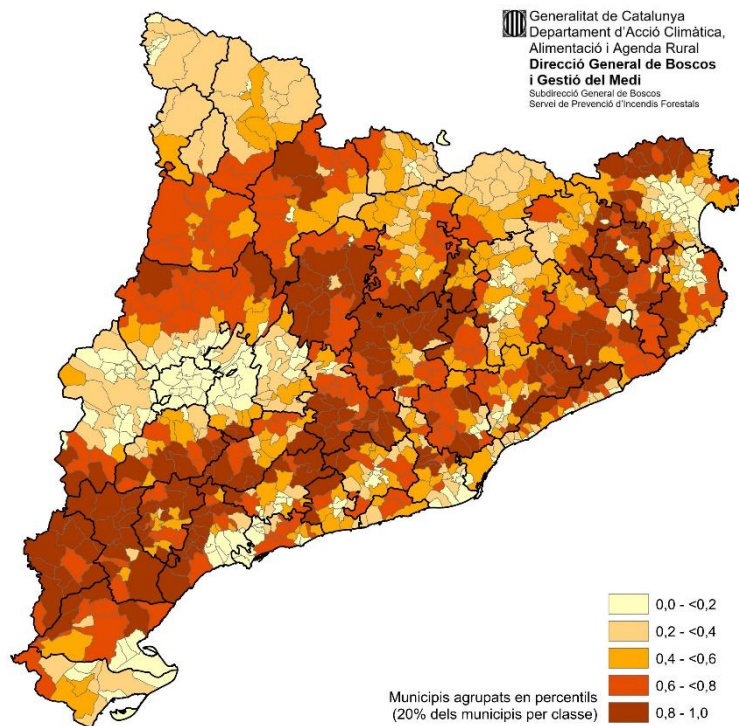 Generalitat de Catalunya
Departament d'Acció Climàtica,
Alimentació i Agenda Rural
Direcció General de Boscos
i Gestió del Medi
Subdirecció General de Boscos
Servei de Prevenció d'Incendis Forestals
0,0 - <0,2
0,2 - <0,4
0,4 - <0,6
0,6 - <0,8
0,8 - 1,0
Municipis agrupats en percentils
(20% dels municipis per classe)